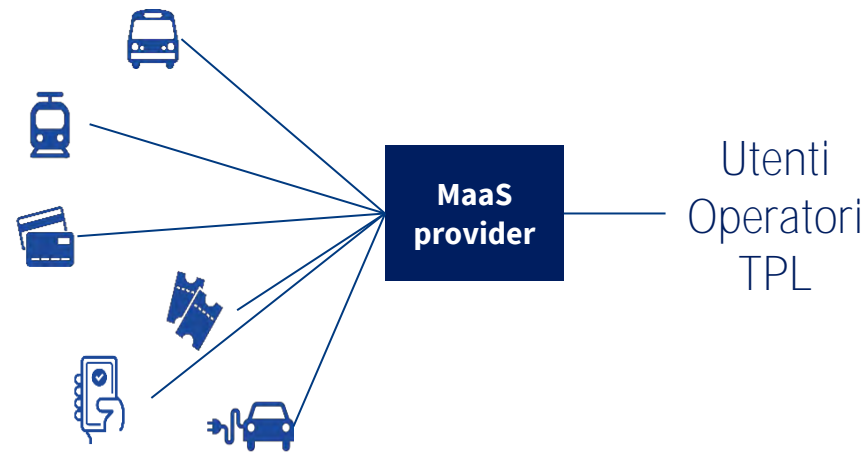 MaaS
provider
Utenti
Operatori
TPL